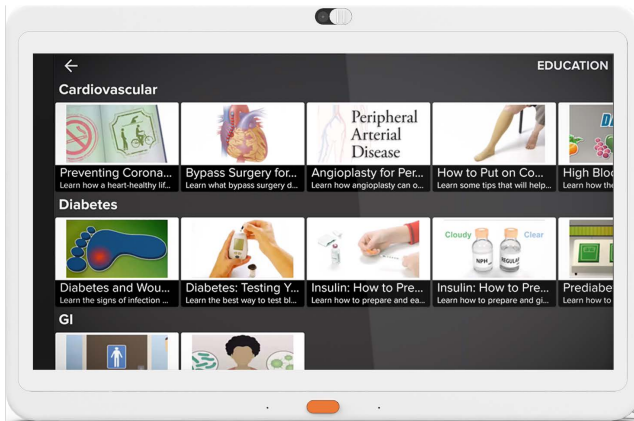 EDUCATION
Cardiovascular
Peripheral
Arterial
Disease
Preventing Corona...
Learn how a heart-healthy lif...
Bypass Surgery for...
Learn what bypass surgery d...
Angioplasty for Per...
Learn how angioplasty can o...
How to Put on Co...
Learn some tips that will help...
High Bloo
Learn how the
Diabetes
Cloudy
Clear
NPH
REGULAR
Diabetes and Wou...
Learn the signs of infection ...
Diabetes: Testing Y...
Learn the best way to test bl...
Insulin: How to Pre...
Learn how to prepare and ea...
Insulin: How to Pre...
Learn how to prepare and gi...
Prediabe
Learn how to
GI